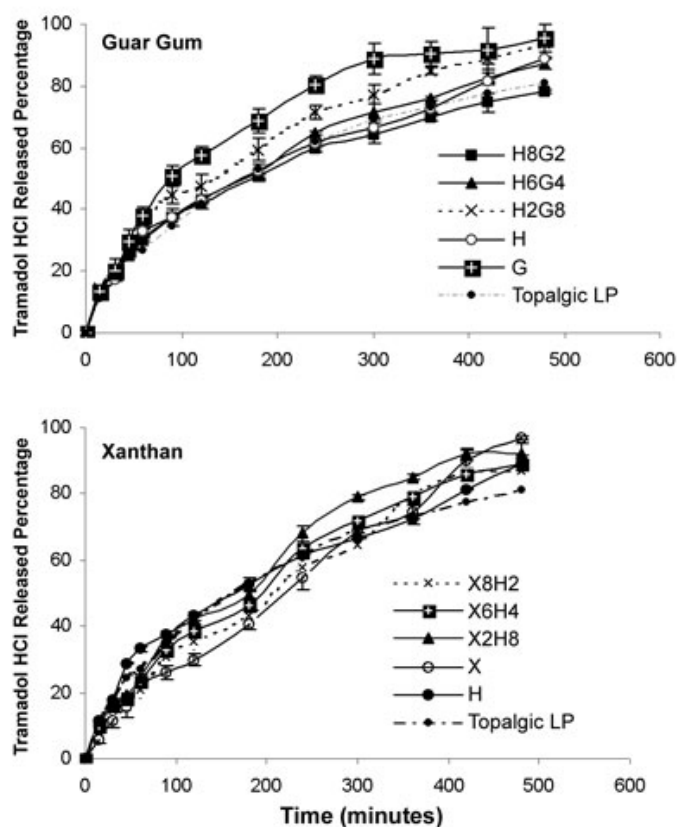 Guar Gum
Tramadol HCl Released Percentage
100
80
60
40
20
0
0 100 200 300 400 500 600
H8G2
H6G4
H2G8
H
G
Topalgic LP
Xanthan
Tramadol HCl Released Percentage
100
80
60
40
20
0
0 100 200 300 400 500 600
X8H2
X6H4
X2H8
X
H
Topalgic LP
Time (minutes)